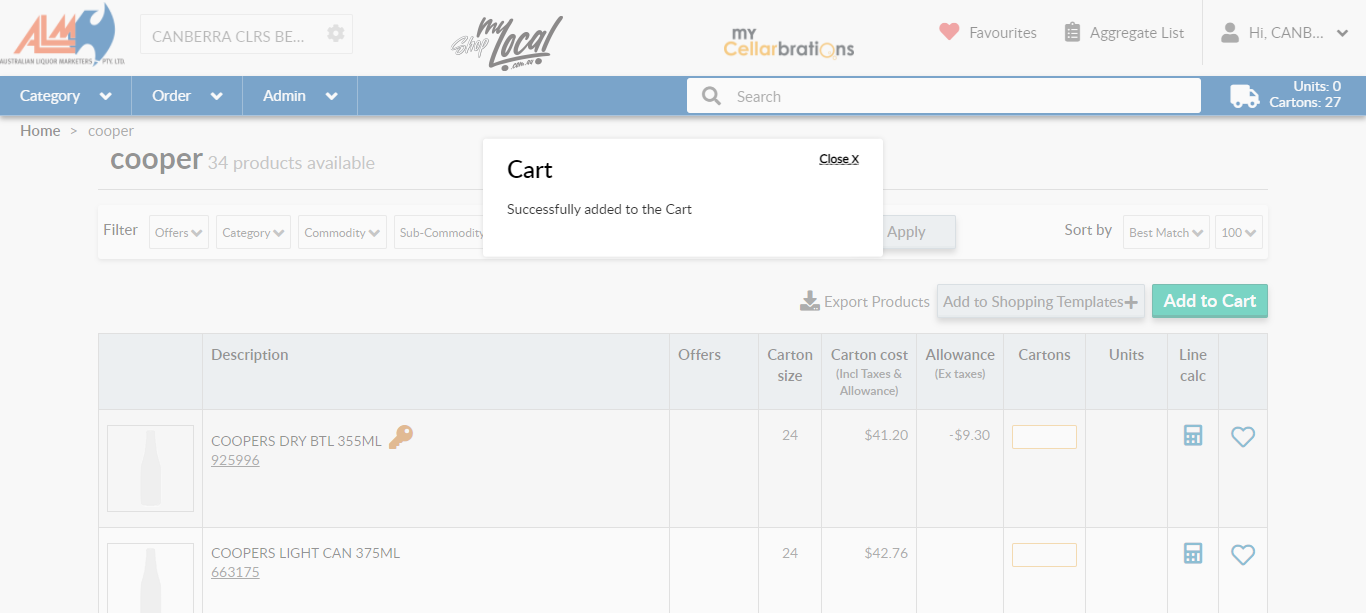 ALM
AUSTRALIAN LIQUOR MARKETERS PTY. LTD.
CANBERRA CLRS BE...
Shop my Local .com.au
my Cellarbrations
Favourites
Aggregate List
Hi, CANB...
Category
Order
Admin
Search
Units: 0
Cartons: 27
Home > cooper
cooper 34 products available
Cart
Close X
Successfully added to the Cart
Filter
Offers
Category
Commodity
Sub-Commodity
Apply
Sort by
Best Match
100
Export Products
Add to Shopping Templates+
Add to Cart
Description
Offers
Carton size
Carton cost
(Incl Taxes & Allowance)
Allowance
(Ex taxes)
Cartons
Units
Line calc
COOPERS DRY BTL 355ML
925996
24
$41.20
-$9.30
COOPERS LIGHT CAN 375ML
663175
24
$42.76